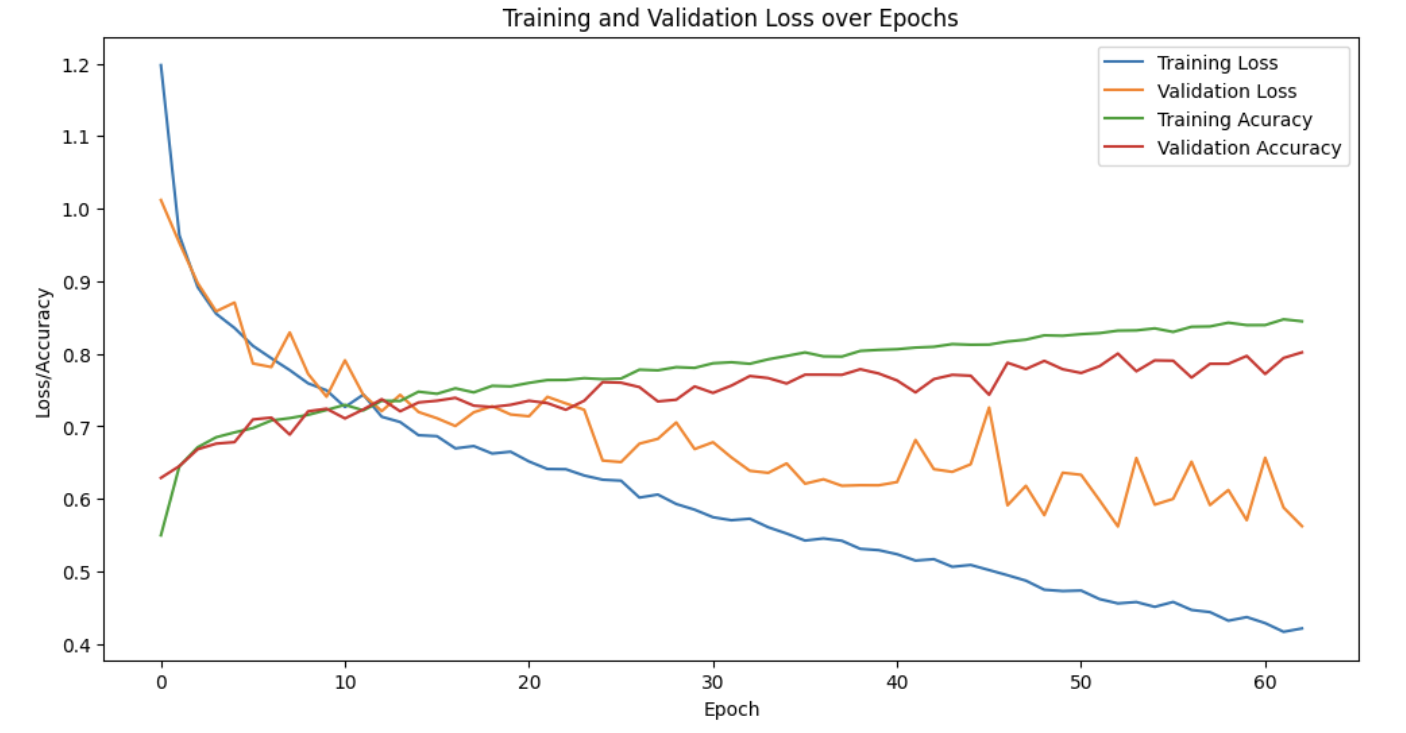 Training and Validation Loss over Epochs
Training Loss
Validation Loss
Training Acuracy
Validation Accuracy
1.2
1.1
1.0
0.9
0.8
0.7
0.6
0.5
0.4
Loss/Accuracy
0 10 20 30 40 50 60
Epoch